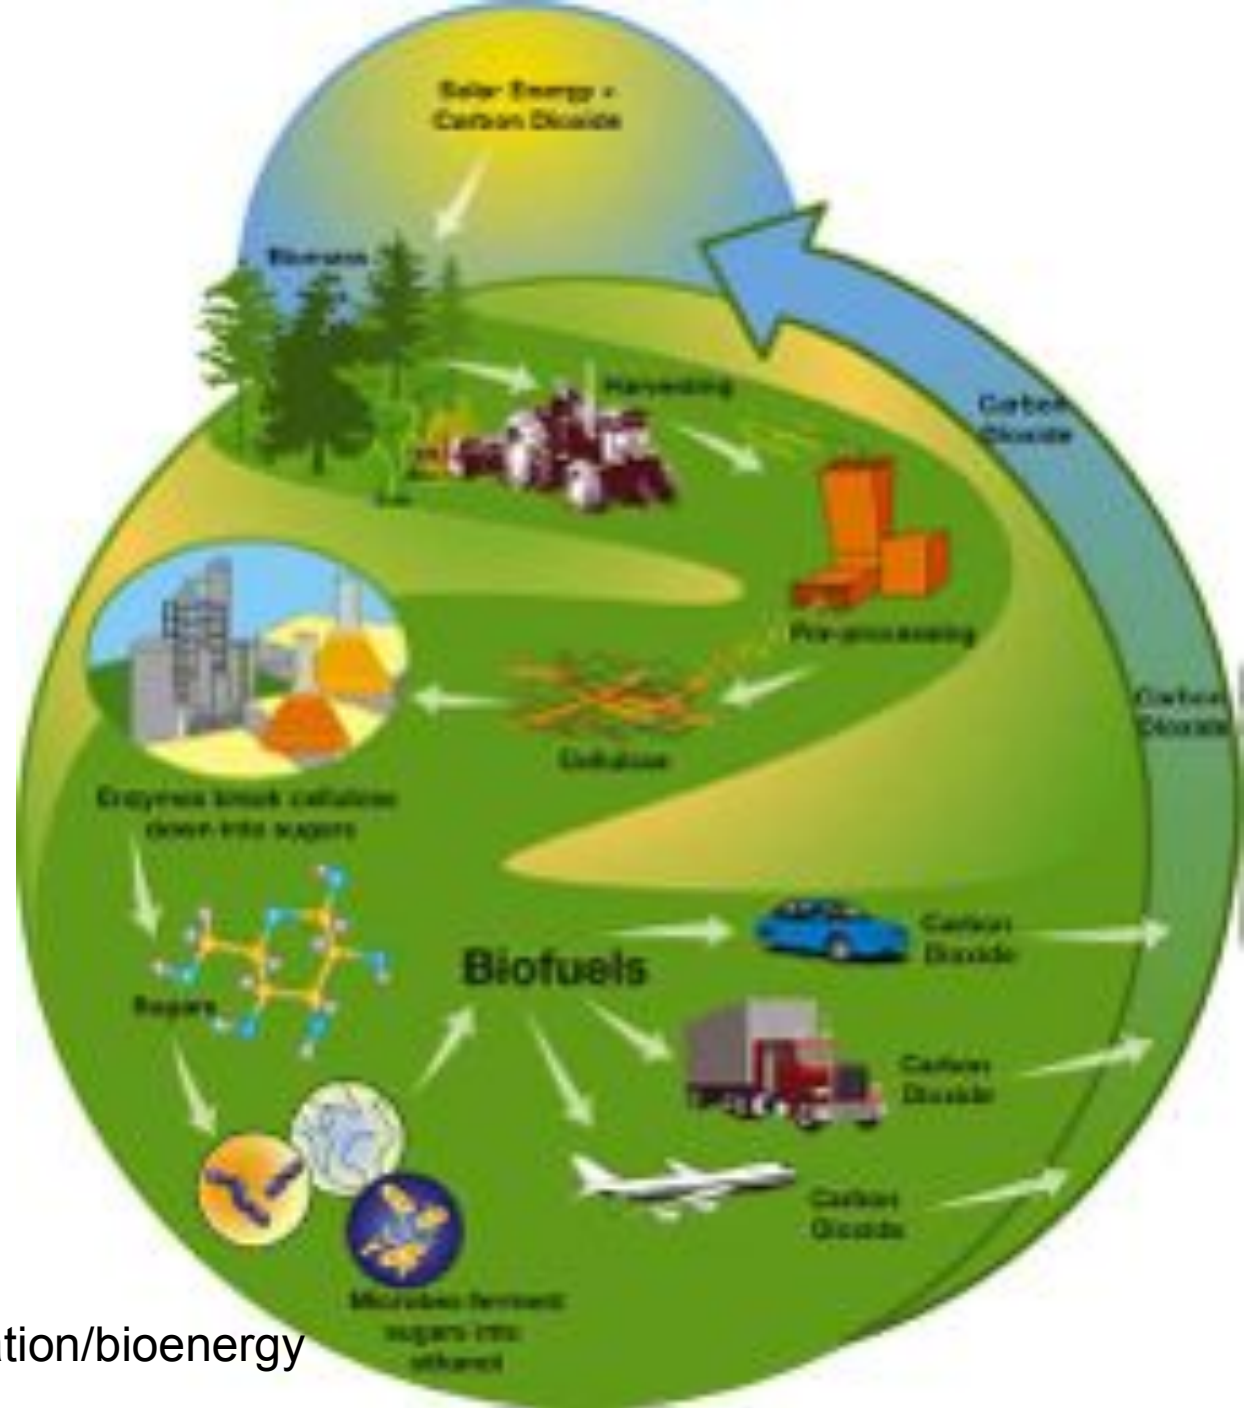 Solar Energy +
Carbon Dioxide
Biomass
Harvesting
Carbon
Dioxide
Pre-processing
Carbon
Dioxide
Cellulose
Enzymes break cellulose
down into sugars
Carbon
Dioxide
Biofuels
Sugars
Carbon
Dioxide
Carbon
Dioxide
Microbes ferment
sugars into
ethanol
ation/bioenergy